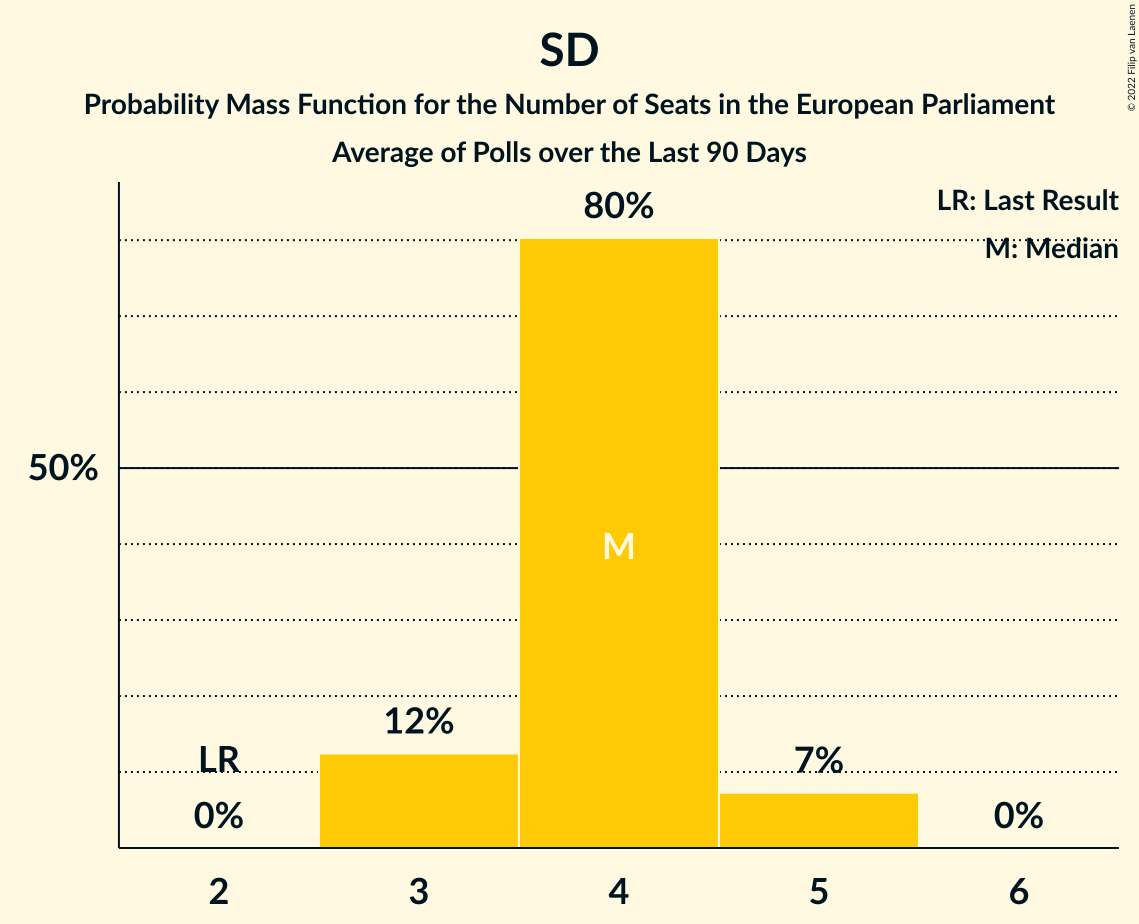 SD
Probability Mass Function for the Number of Seats in the European Parliament
Average of Polls over the Last 90 Days
© 2022 Filip van Laenen
LR: Last Result
M: Median
80%
50%
M
12%
LR
7%
0%
0%
2 3 4 5 6